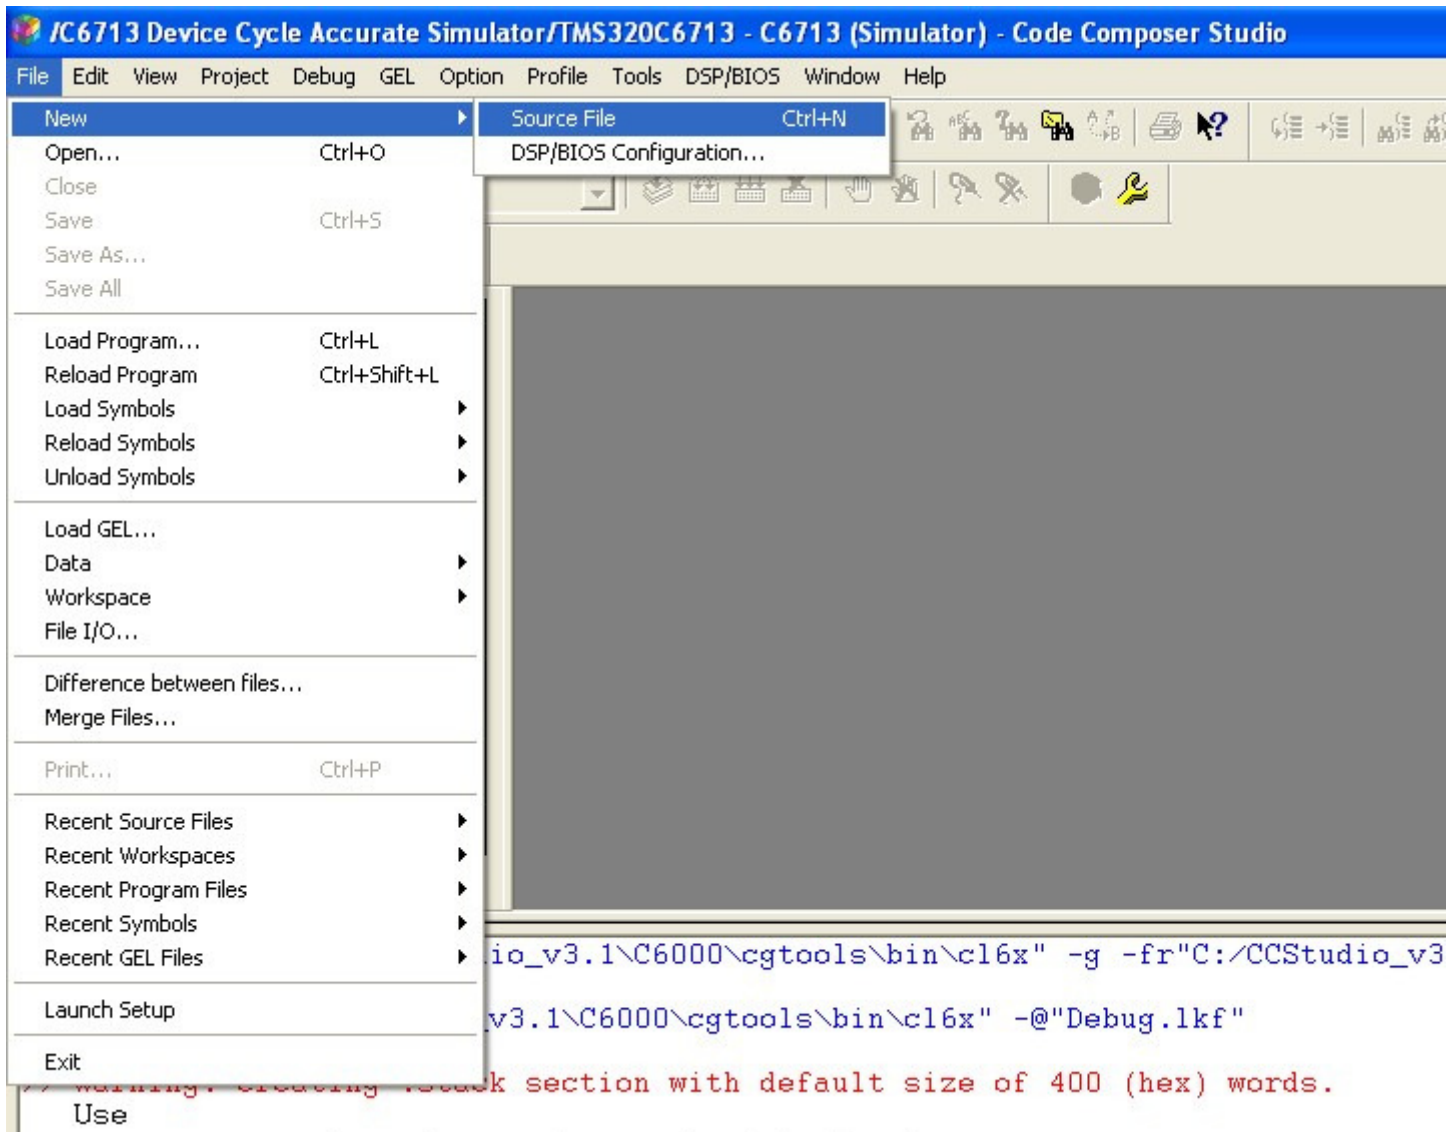 /C6713 Device Cycle Accurate Simulator/TMS320C6713 - C6713 (Simulator) - Code Composer Studio
File Edit View Project Debug GEL Option Profile Tools DSP/BIOS Window Help
New
Source File Ctrl+N
Open... Ctrl+O
DSP/BIOS Configuration...
Close
Save Ctrl+S
Save As...
Save All
Load Program... Ctrl+L
Reload Program Ctrl+Shift+L
Load Symbols
Reload Symbols
Unload Symbols
Load GEL...
Data
Workspace
File I/O...
Difference between files...
Merge Files...
Print... Ctrl+P
Recent Source Files
Recent Workspaces
Recent Program Files
Recent Symbols
Recent GEL Files
io_v3.1\C6000\cgtools\bin\cl6x" -g -fr"C:/CCStudio_v3
Launch Setup
v3.1\C6000\cgtools\bin\cl6x" -@"Debug.lkf"
Exit
section with default size of 400 (hex) words.
Use